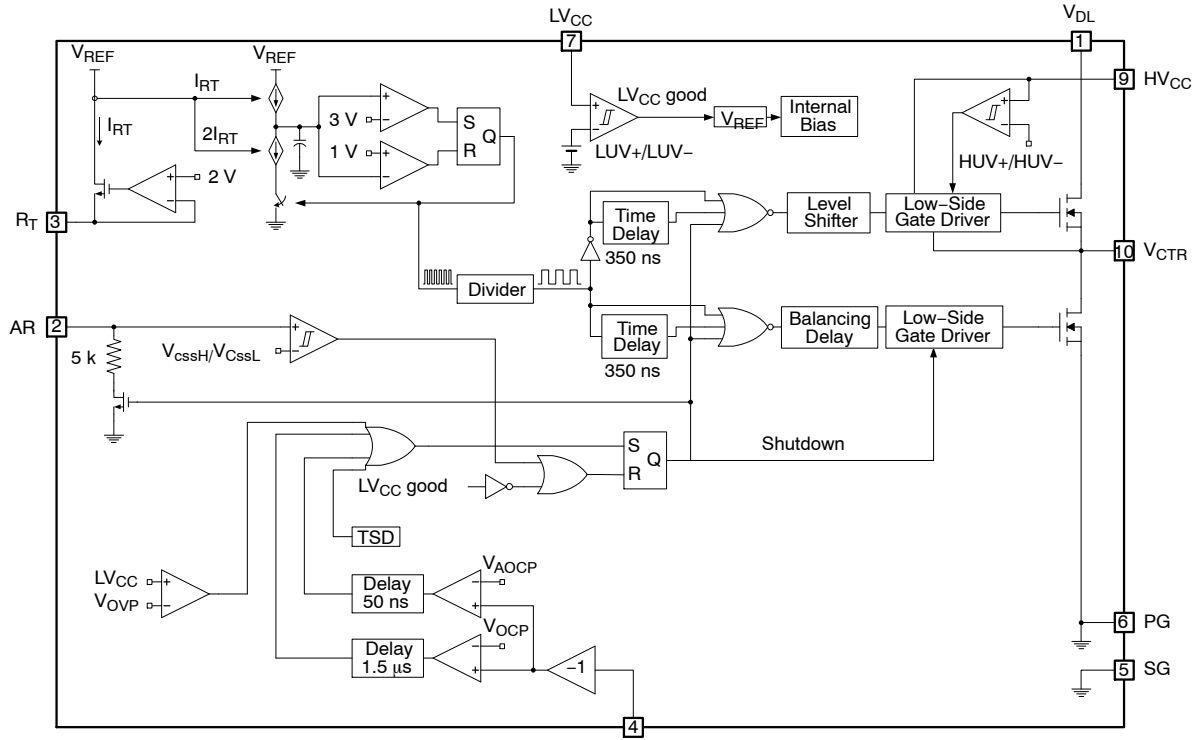 LVCC
VDL
7
1
VREF
VREF
9
HVCC
IRT
LVCC good
3 V
S
Q
R
VREF
Internal
Bias
IRT
2IRT
1 V
LUV+/LUV−
HUV+/HUV−
2 V
RT
3
Time
Delay
350 ns
Level
Shifter
Low−Side
Gate Driver
10
VCTR
Divider
AR
2
Time
Delay
350 ns
Balancing
Delay
Low−Side
Gate Driver
5 k
VcssH/VCssL
Shutdown
S
Q
R
LVCC good
TSD
LVCC
VOVP
Delay
50 ns
VAOCP
VOCP
Delay
1.5 μs
−1
6
PG
5
SG
4